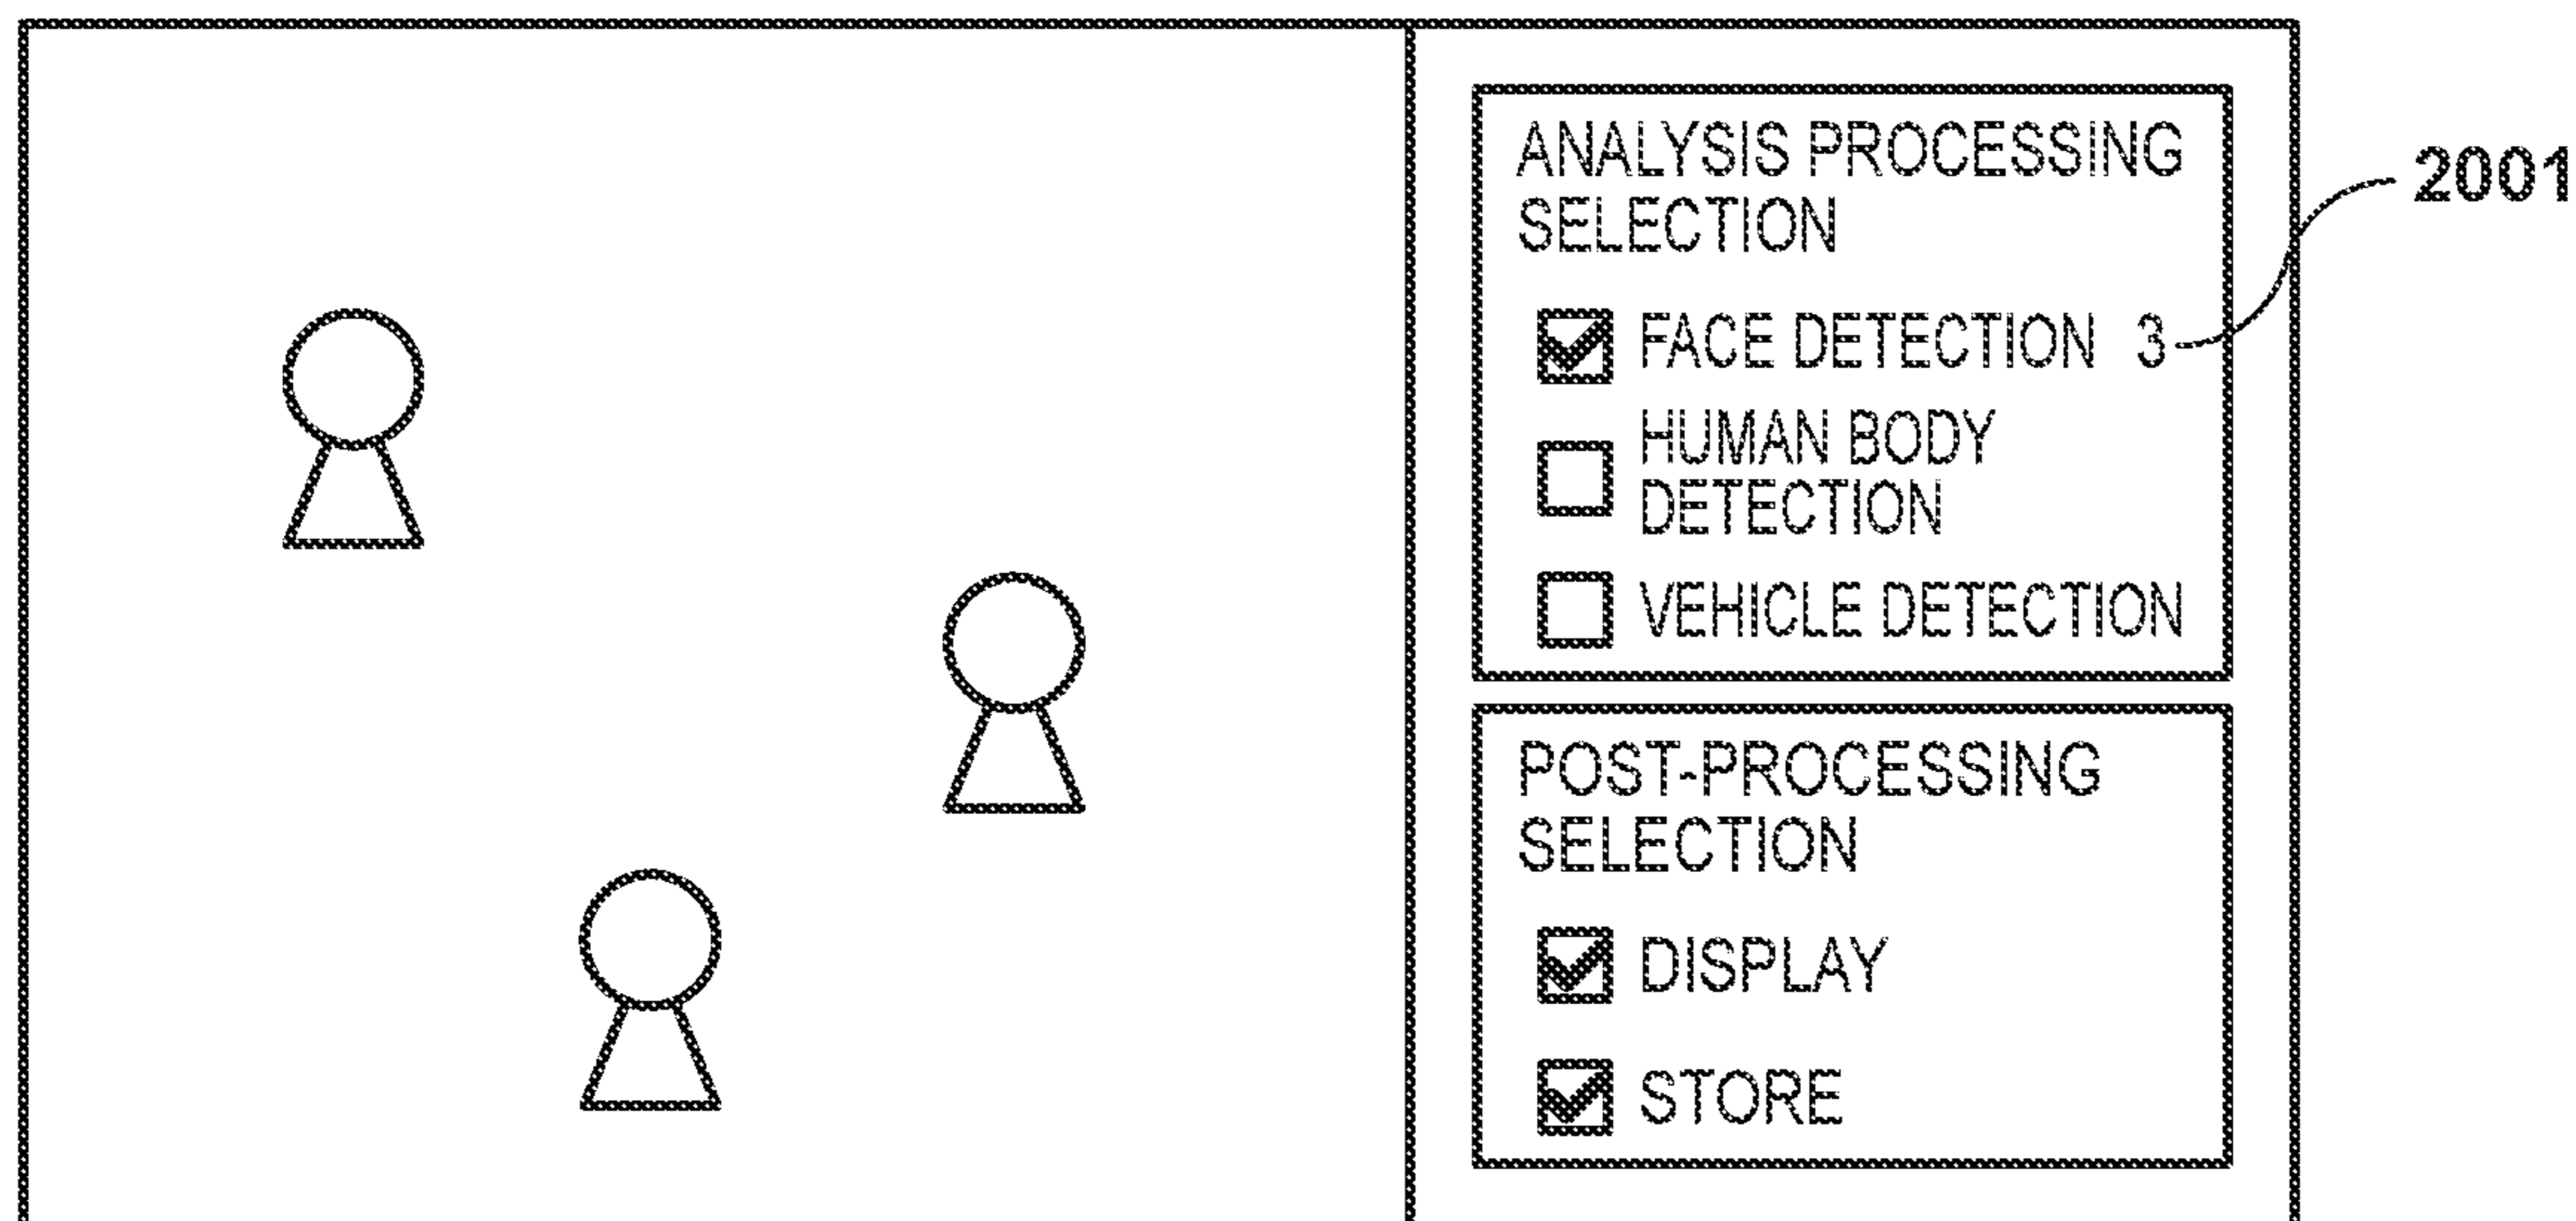 ANALYSIS PROCESSING
SELECTION
2001
FACE DETECTION 3
HUMAN BODY
DETECTION
VEHICLE DETECTION
POST-PROCESSING
SELECTION
DISPLAY
STORE